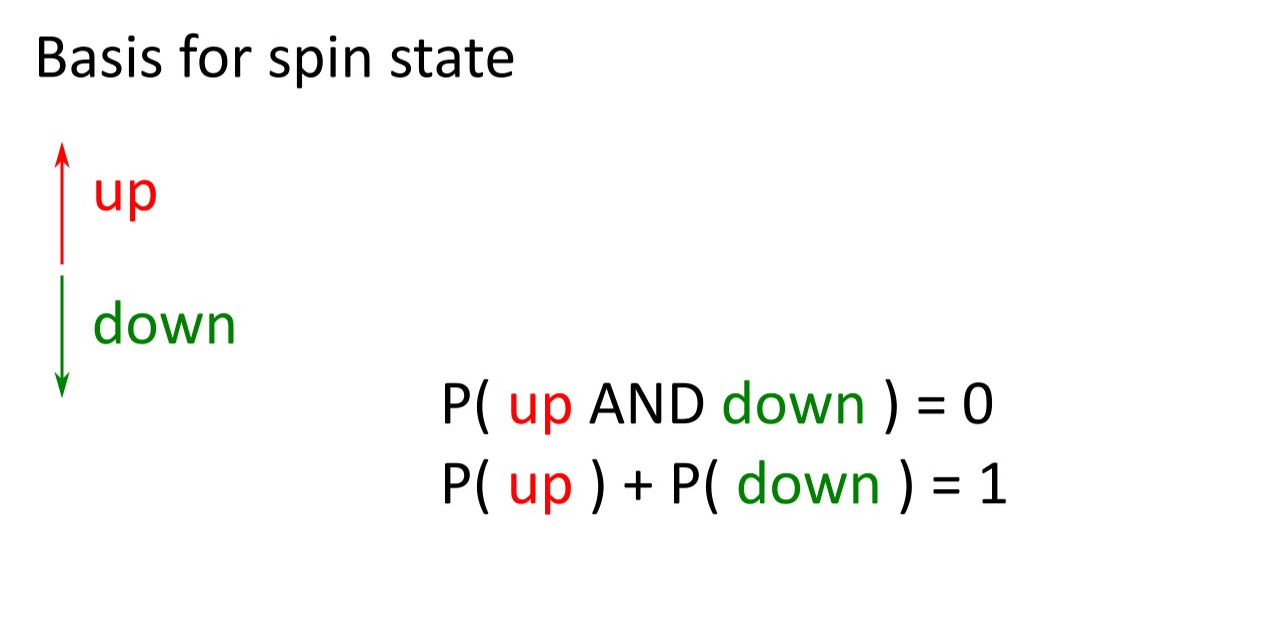 Basis for spin state
up
down
P( up AND down ) = 0
P( up ) + P( down ) = 1